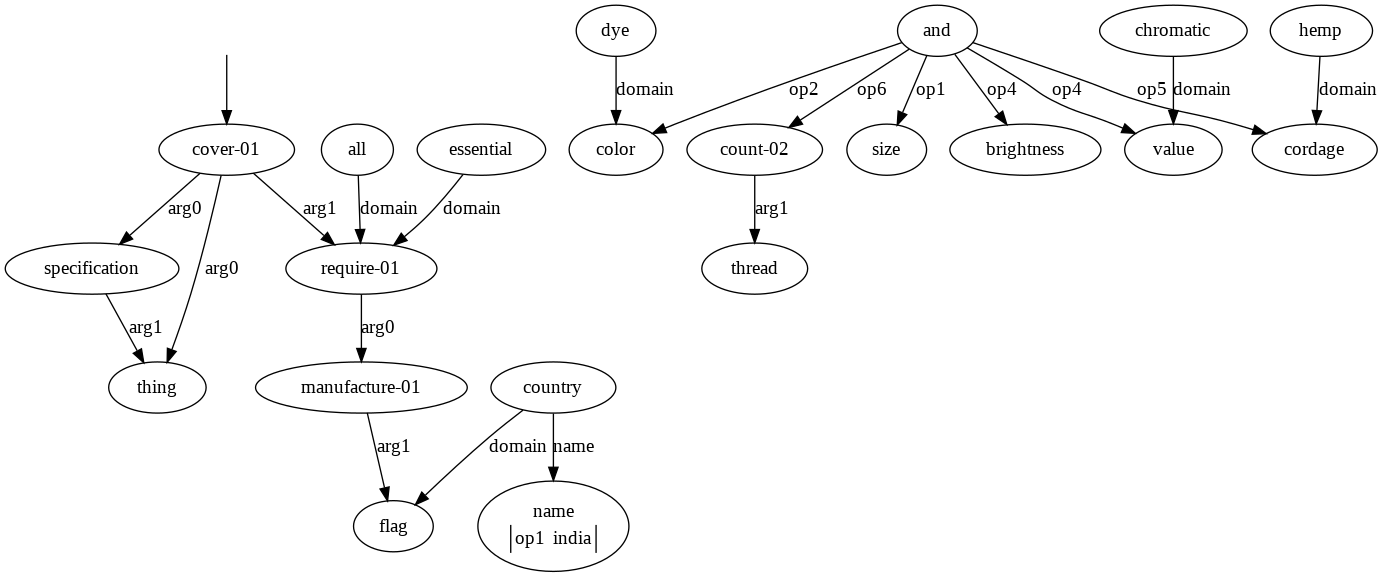 dye
and
chromatic
hemp
domain
op2
op6
op1
op4
op4
op5
domain
domain
cover-01
all
essential
color
count-02
size
brightness
value
cordage
arg0
arg1
domain
domain
arg1
specification
arg0
require-01
thread
arg1
arg0
thing
manufacture-01
country
arg1
domain
name
flag
name
op1 india